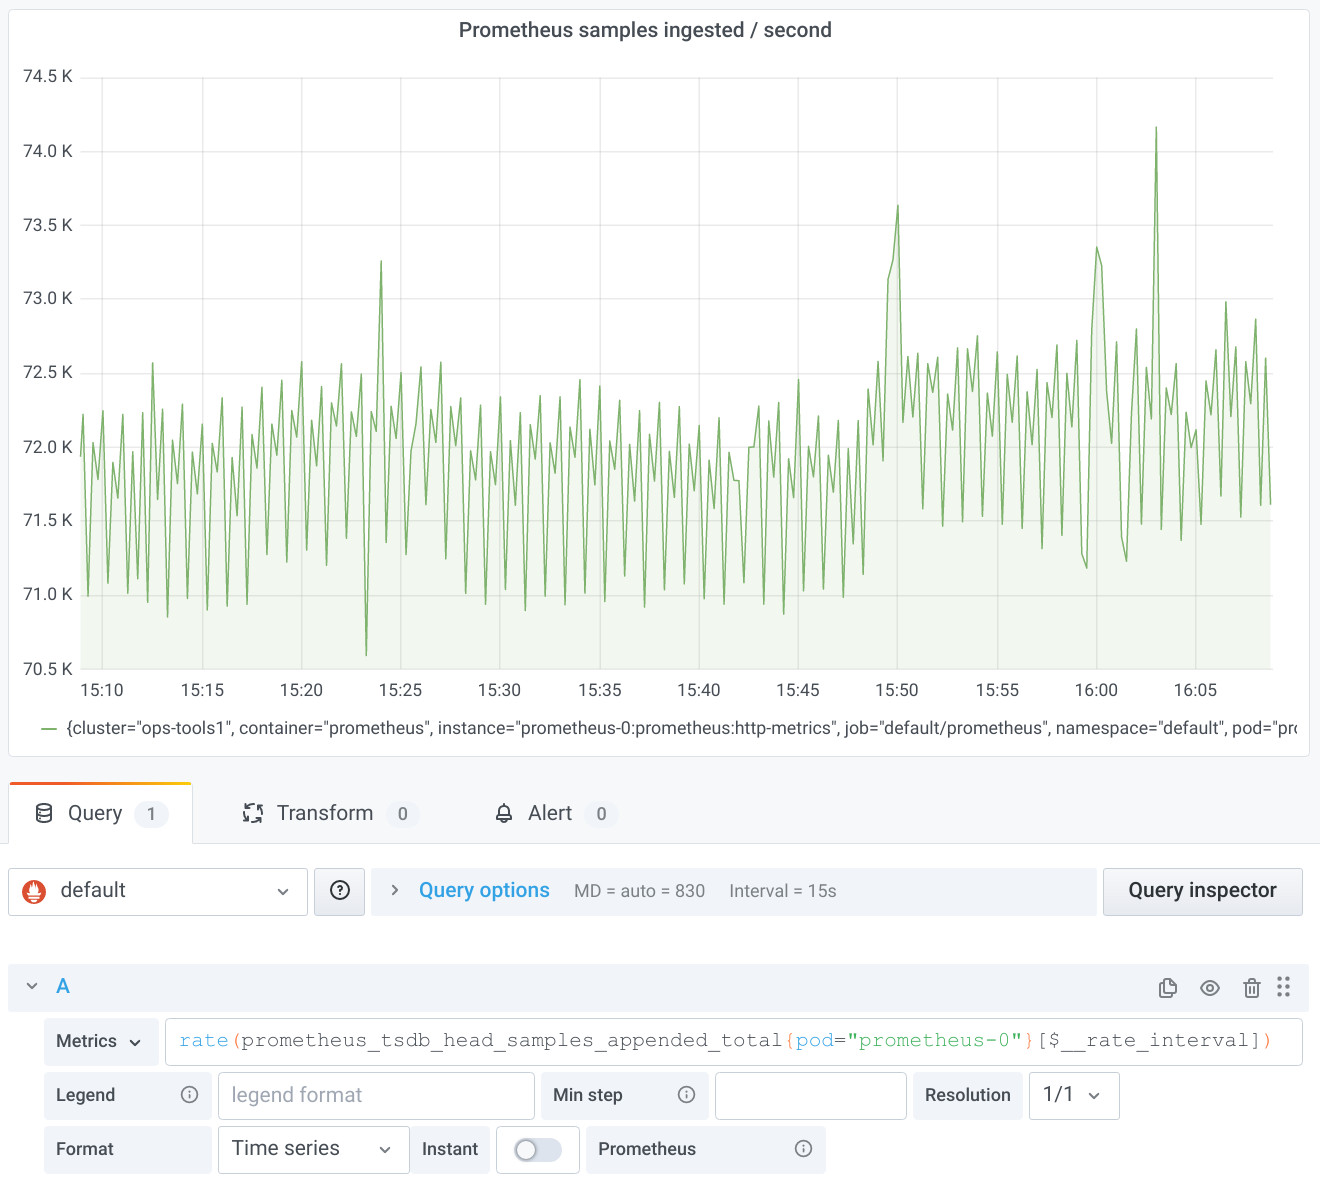 Prometheus samples ingested / second
74.5 K
74.0 K
73.5 K
73.0 K
72.5 K
72.0 K
71.5 K
71.0 K
70.5 K
15:10 15:15 15:20 15:25 15:30 15:35 15:40 15:45 15:50 15:55 16:00 16:05
{cluster="ops-tools1", container="prometheus", instance="prometheus-0:prometheus:http-metrics", job="default/prometheus", namespace="default", pod="pro
Query 1 Transform 0 Alert 0
default ? Query options MD = auto = 830 Interval = 15s Query inspector
A
Metrics rate(prometheus_tsdb_head_samples_appended_total{pod="prometheus-0"}[$__rate_interval])
Legend legend format Min step Resolution 1/1
Format Time series Instant Prometheus